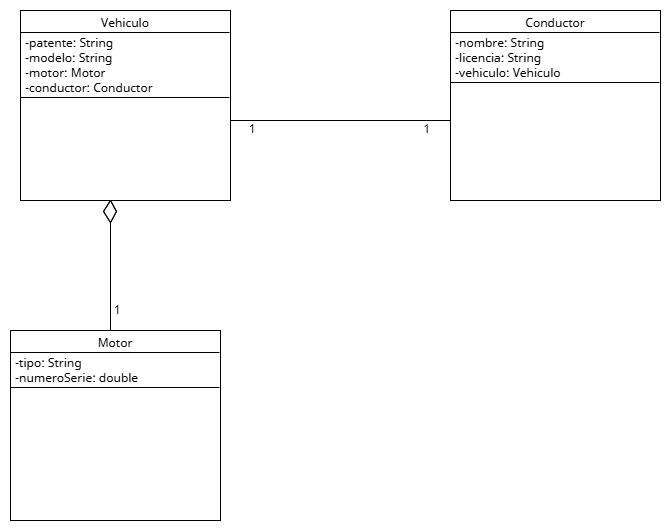 Vehiculo
-patente: String
-modelo: String
-motor: Motor
-conductor: Conductor
Conductor
-nombre: String
-licencia: String
-vehiculo: Vehiculo
1
1
1
Motor
-tipo: String
-numeroSerie: double